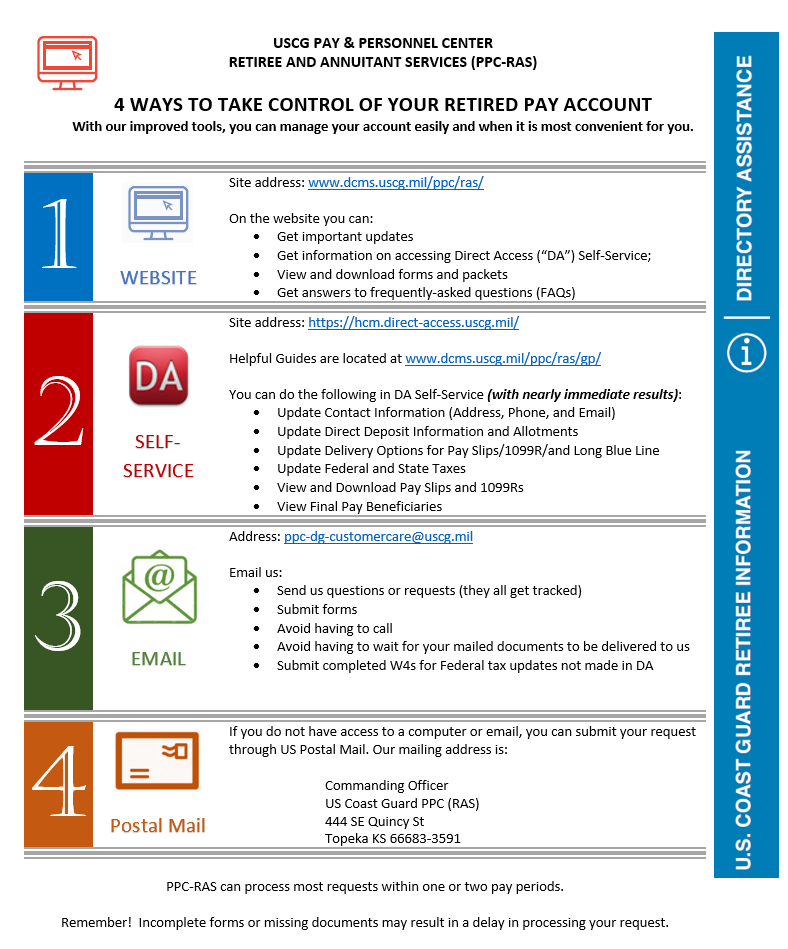 USCG PAY & PERSONNEL CENTER
RETIREE AND ANNUITANT SERVICES (PPC-RAS)
4 WAYS TO TAKE CONTROL OF YOUR RETIRED PAY ACCOUNT
With our improved tools, you can manage your account easily and when it is most convenient for you.
1
WEBSITE
Site address: www.dcms.uscg.mil/ppc/ras/
On the website you can:
• Get important updates
• Get information on accessing Direct Access (“DA”) Self-Service;
• View and download forms and packets
• Get answers to frequently-asked questions (FAQs)
2
DA
SELF-
SERVICE
Site address: https://hcm.direct-access.uscg.mil/
Helpful Guides are located at www.dcms.uscg.mil/ppc/ras/gp/
You can do the following in DA Self-Service (with nearly immediate results):
• Update Contact Information (Address, Phone, and Email)
• Update Direct Deposit Information and Allotments
• Update Delivery Options for Pay Slips/1099R/and Long Blue Line
• Update Federal and State Taxes
• View and Download Pay Slips and 1099Rs
• View Final Pay Beneficiaries
3
@
EMAIL
Address: ppc-dg-customercare@uscg.mil
Email us:
• Send us questions or requests (they all get tracked)
• Submit forms
• Avoid having to call
• Avoid having to wait for your mailed documents to be delivered to us
• Submit completed W4s for Federal tax updates not made in DA
4
Postal Mail
If you do not have access to a computer or email, you can submit your request
through US Postal Mail. Our mailing address is:
Commanding Officer
US Coast Guard PPC (RAS)
444 SE Quincy St
Topeka KS 66683-3591
PPC-RAS can process most requests within one or two pay periods.
Remember! Incomplete forms or missing documents may result in a delay in processing your request.
U.S. COAST GUARD RETIREE INFORMATION
i
DIRECTORY ASSISTANCE